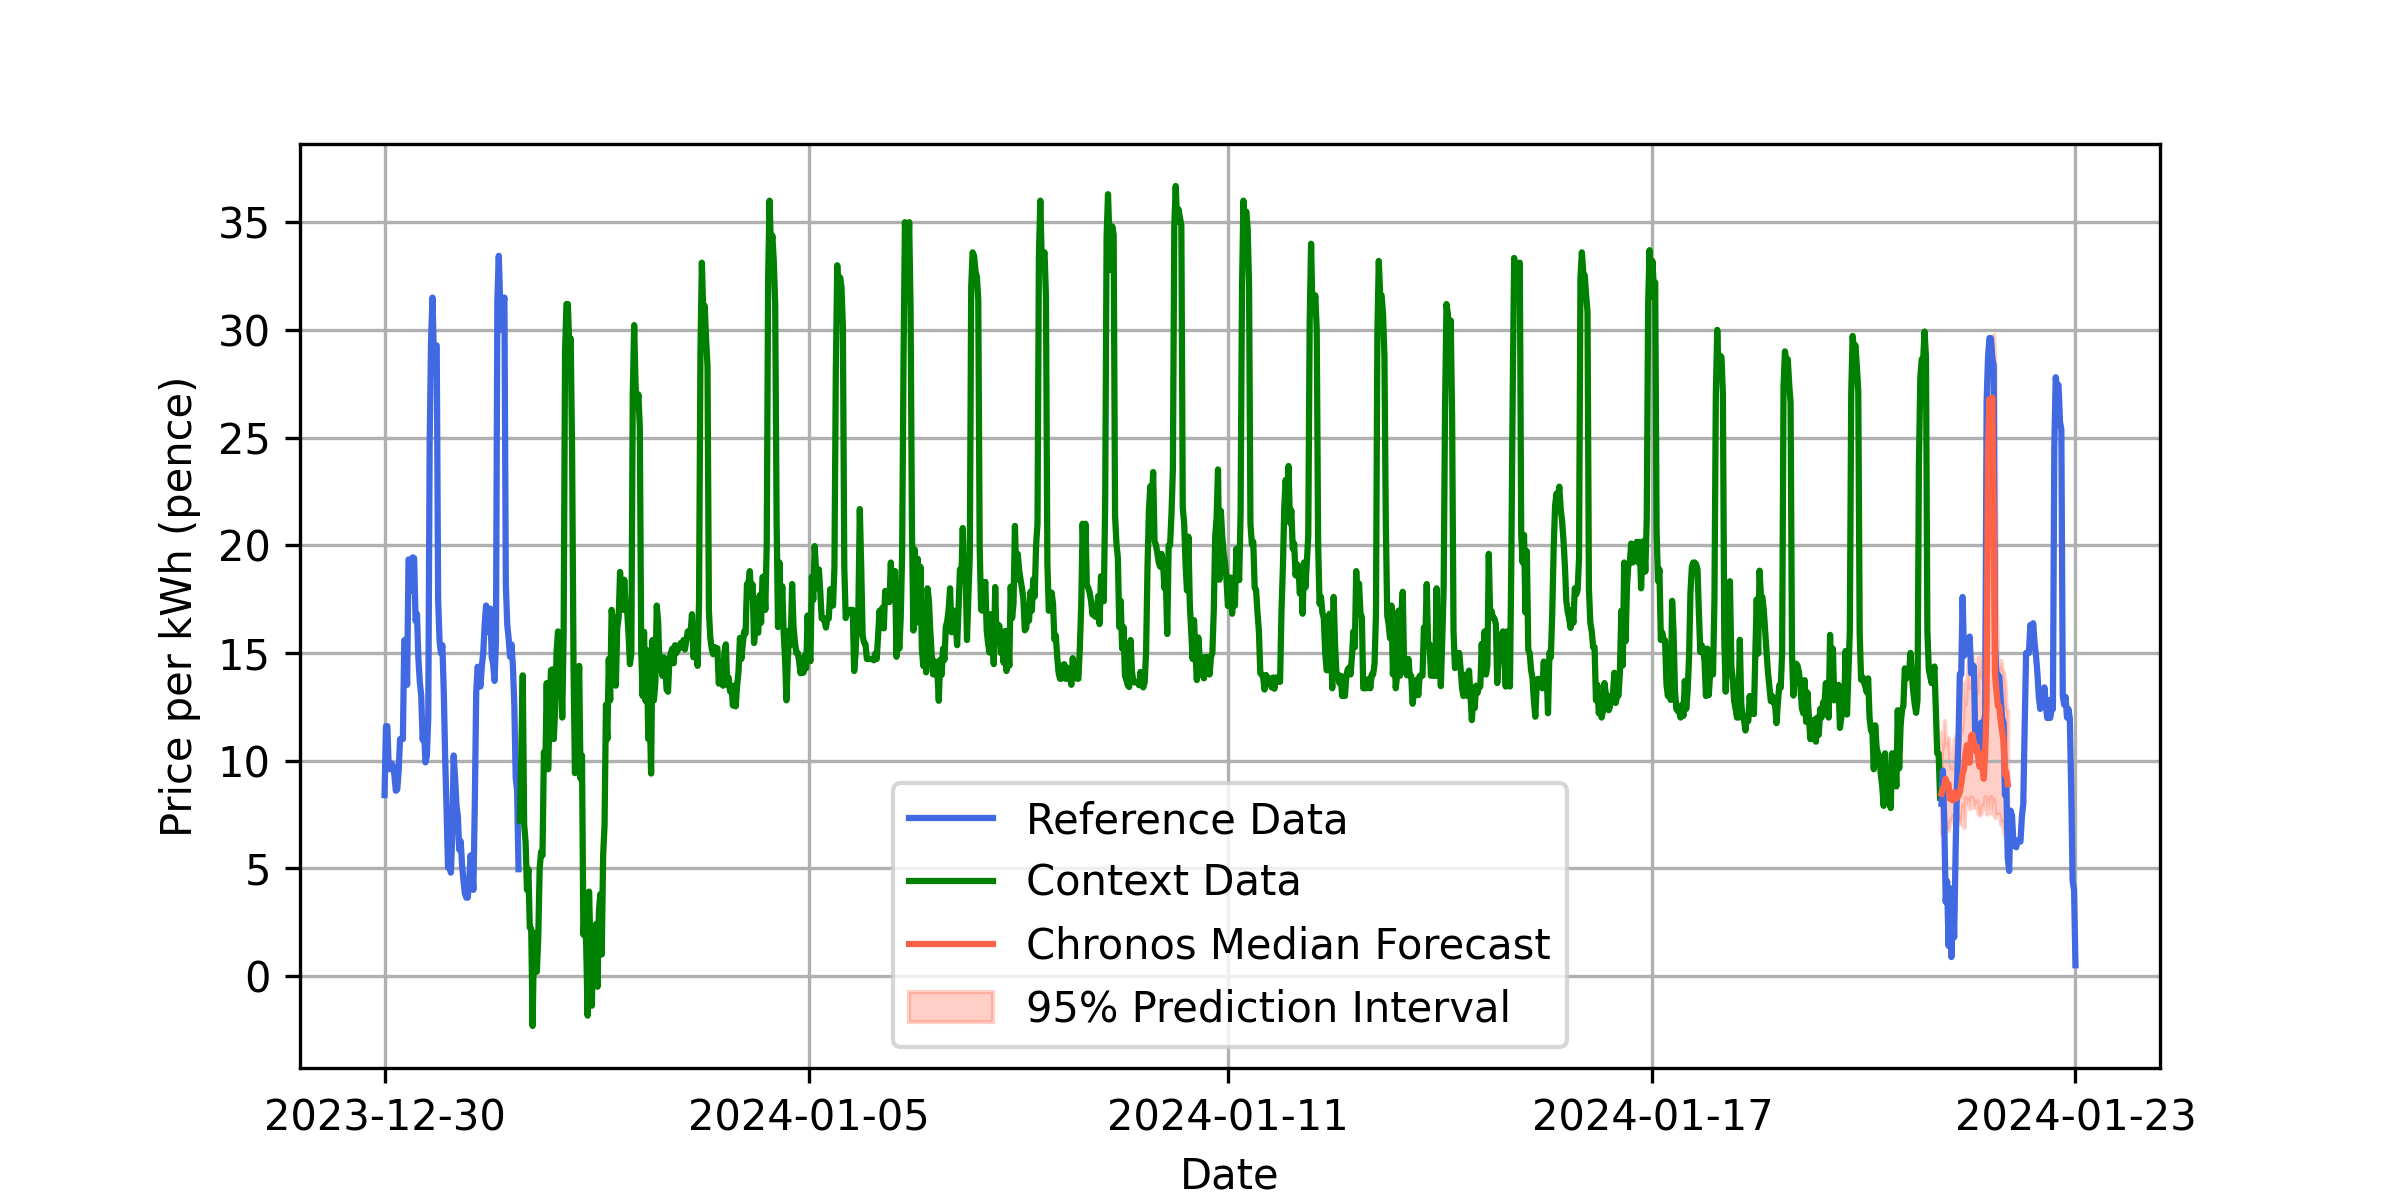 Price per kWh (pence)
35
30
25
20
15
10
5
0
Reference Data
Context Data
Chronos Median Forecast
95% Prediction Interval
2023-12-30 2024-01-05 2024-01-11 2024-01-17 2024-01-23
Date